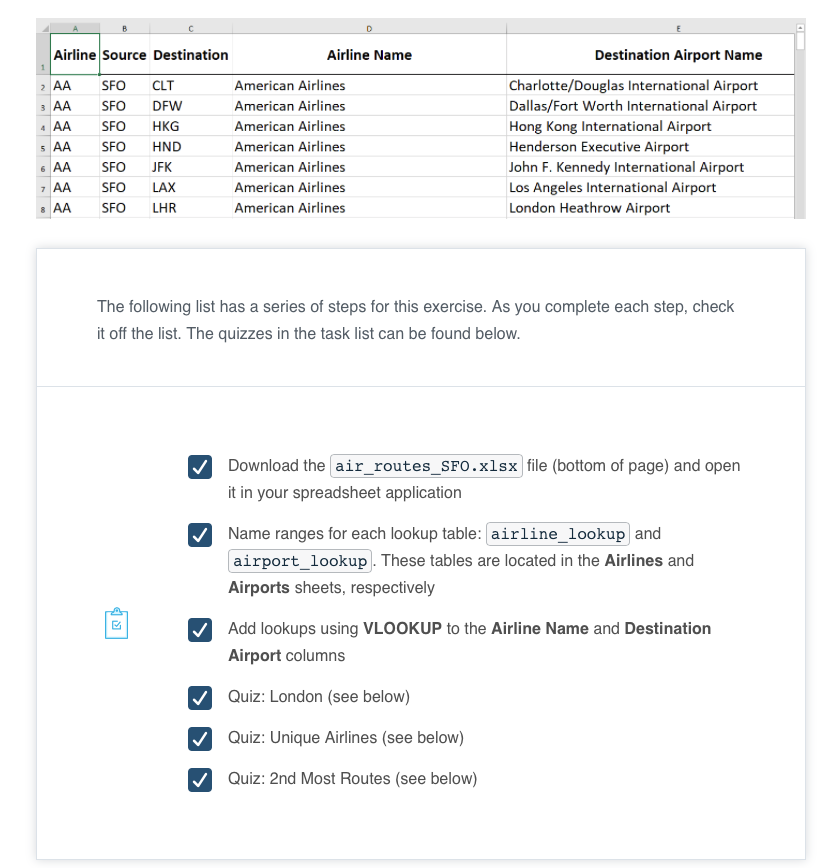 A B C D E
1 Airline Source Destination Airline Name Destination Airport Name
2 AA SFO CLT American Airlines Charlotte/Douglas International Airport
3 AA SFO DFW American Airlines Dallas/Fort Worth International Airport
4 AA SFO HKG American Airlines Hong Kong International Airport
5 AA SFO HND American Airlines Henderson Executive Airport
6 AA SFO JFK American Airlines John F. Kennedy International Airport
7 AA SFO LAX American Airlines Los Angeles International Airport
8 AA SFO LHR American Airlines London Heathrow Airport
The following list has a series of steps for this exercise. As you complete each step, check
it off the list. The quizzes in the task list can be found below.
Download the air_routes_SFO.xlsx file (bottom of page) and open
it in your spreadsheet application
Name ranges for each lookup table: airline_lookup and
airport_lookup. These tables are located in the Airlines and
Airports sheets, respectively
Add lookups using VLOOKUP to the Airline Name and Destination
Airport columns
Quiz: London (see below)
Quiz: Unique Airlines (see below)
Quiz: 2nd Most Routes (see below)